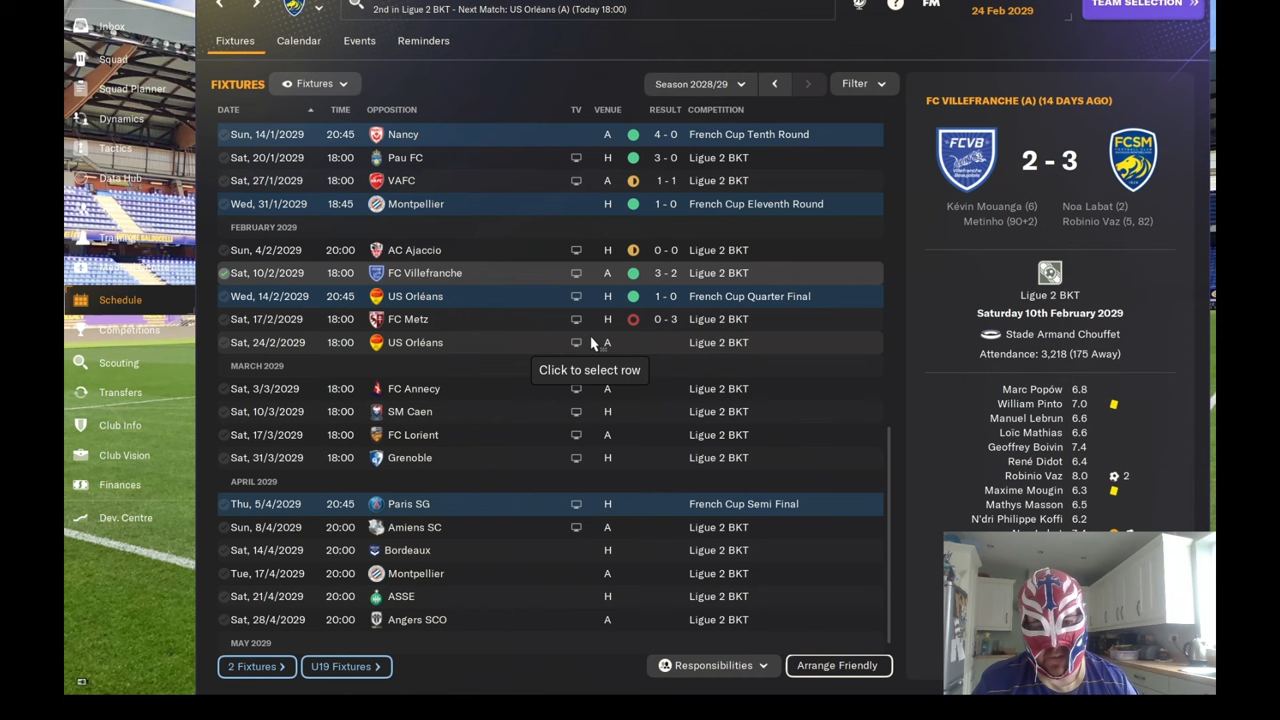 2nd in Ligue 2 BKT - Next Match: US Orléans (A) (Today 18:00)
FM
24 Feb 2029
TEAM SELECTION
Fixtures Calendar Events Reminders
Inbox
Squad
Squad Planner
Dynamics
Tactics
Data Hub
Schedule
Competitions
Scouting
Transfers
Club Info
Club Vision
Finances
Dev. Centre
FIXTURES Fixtures Season 2028/29 Filter
DATE TIME OPPOSITION TV VENUE RESULT COMPETITION
Sun, 14/1/2029 20:45 Nancy A 4 - 0 French Cup Tenth Round
Sat, 20/1/2029 18:00 Pau FC H 3 - 0 Ligue 2 BKT
Sat, 27/1/2029 18:00 VAFC A 1 - 1 Ligue 2 BKT
Wed, 31/1/2029 18:45 Montpellier H 1 - 0 French Cup Eleventh Round
FEBRUARY 2029
Sun, 4/2/2029 20:00 AC Ajaccio H 0 - 0 Ligue 2 BKT
Sat, 10/2/2029 18:00 FC Villefranche A 3 - 2 Ligue 2 BKT
Wed, 14/2/2029 20:45 US Orléans H 1 - 0 French Cup Quarter Final
Sat, 17/2/2029 18:00 FC Metz H 0 - 3 Ligue 2 BKT
Sat, 24/2/2029 18:00 US Orléans A Ligue 2 BKT
MARCH 2029
Click to select row
Sat, 3/3/2029 18:00 FC Annecy A Ligue 2 BKT
Sat, 10/3/2029 18:00 SM Caen H Ligue 2 BKT
Sat, 17/3/2029 18:00 FC Lorient A Ligue 2 BKT
Sat, 31/3/2029 18:00 Grenoble H Ligue 2 BKT
APRIL 2029
Thu, 5/4/2029 20:45 Paris SG H French Cup Semi Final
Sun, 8/4/2029 20:00 Amiens SC A Ligue 2 BKT
Sat, 14/4/2029 20:00 Bordeaux H Ligue 2 BKT
Tue, 17/4/2029 20:00 Montpellier A Ligue 2 BKT
Sat, 21/4/2029 20:00 ASSE H Ligue 2 BKT
Sat, 28/4/2029 20:00 Angers SCO A Ligue 2 BKT
MAY 2029
2 Fixtures U19 Fixtures Responsibilities Arrange Friendly
FC VILLEFRANCHE (A) (14 DAYS AGO)
FCVB
FCSM
2 - 3
Kévin Mouanga (6) Noa Labat (2)
Metinho (90+2) Robinio Vaz (5, 82)
Ligue 2 BKT
Saturday 10th February 2029
Stade Armand Chouffet
Attendance: 3,218 (175 Away)
Marc Popów 6.8
William Pinto 7.0
Manuel Lebrun 6.6
Loïc Mathias 6.6
Geoffrey Boivin 7.4
René Didot 6.4
Robinio Vaz 8.0 2
Maxime Mougin 6.3
Mathys Masson 6.5
N'dri Philippe Koffi 6.2